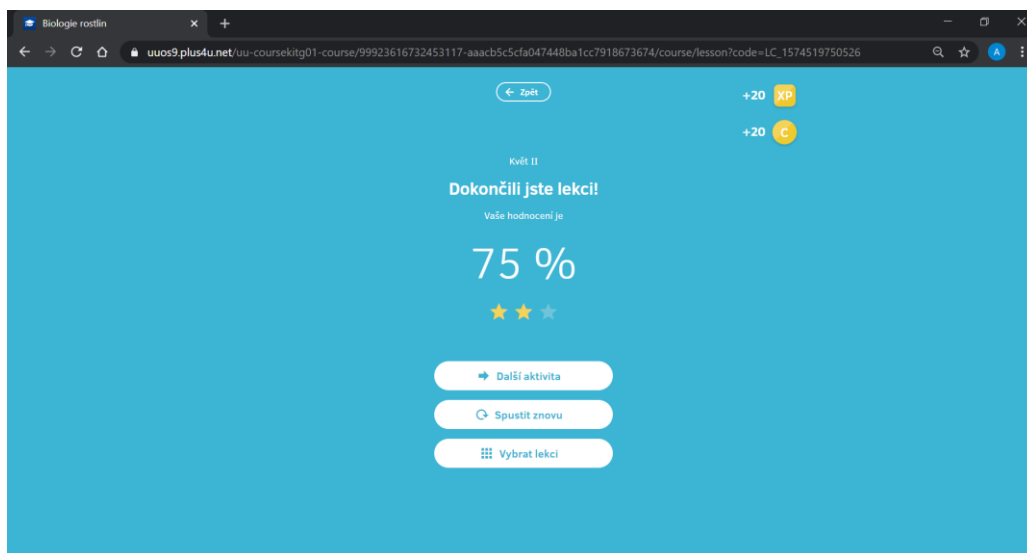 Biologie rostlin
uuos9.plus4u.net/uu-coursekitg01-course/99923616732453117-aaacb5c5cfa047448ba1cc7918673674/course/lesson?code=LC_1574519750526
A
Zpět
+20 XP
+20 C
Květ II
Dokončili jste lekci!
Vaše hodnocení je
75 %
Další aktivita
Spustit znovu
Vybrat lekci